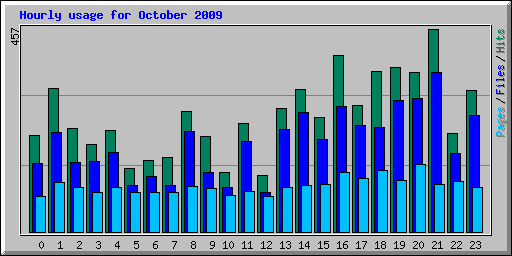 Hourly usage for October 2009
457
Pages / Files / Hits
0 1 2 3 4 5 6 7 8 9 10 11 12 13 14 15 16 17 18 19 20 21 22 23